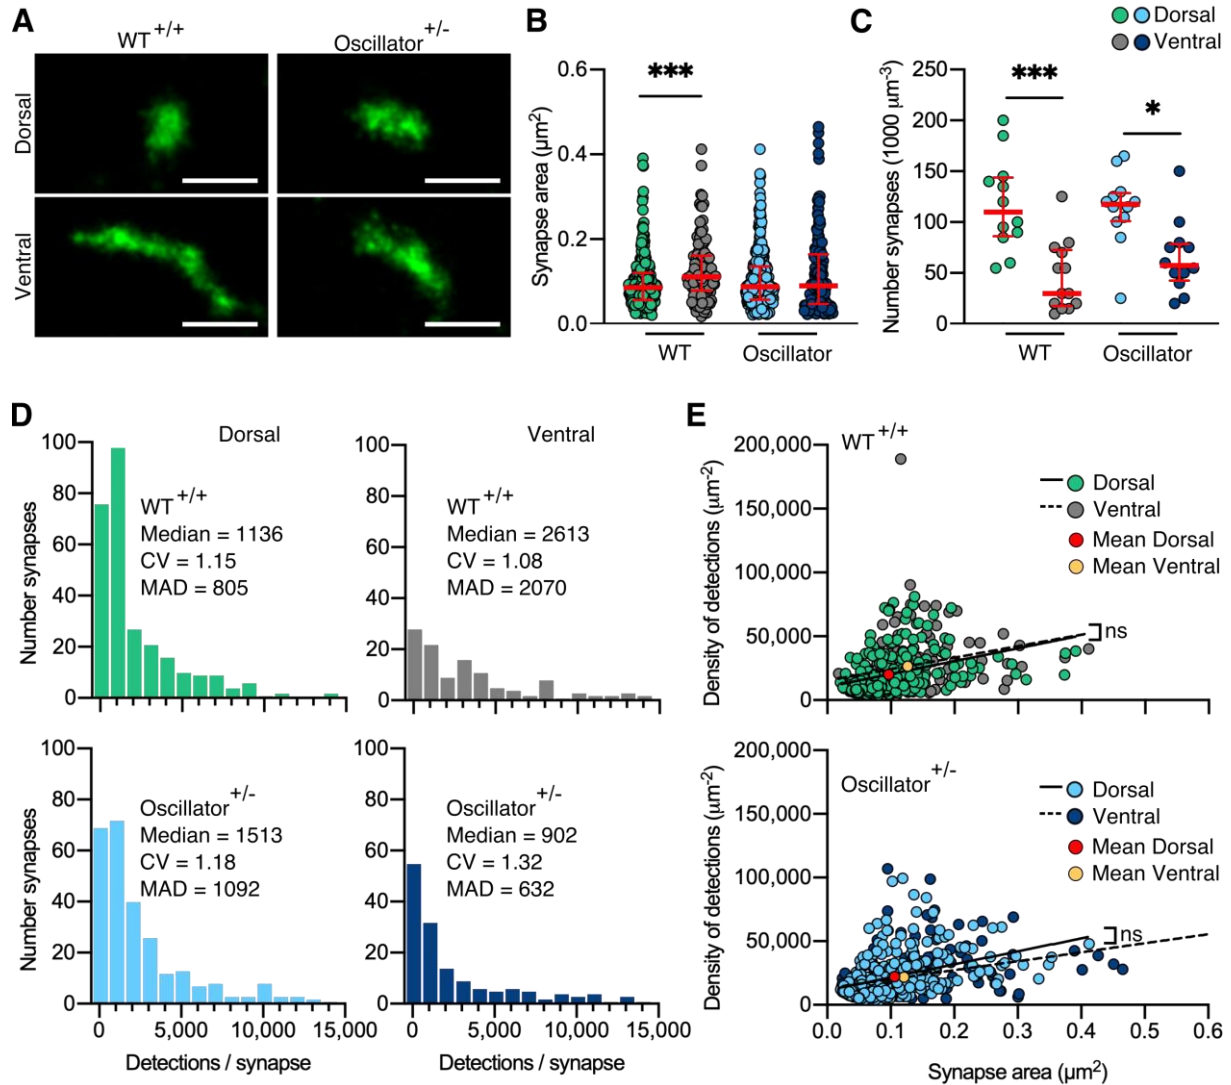 A
WT+/+
Oscillator+/-
Dorsal
Ventral
B
Synapse area (µm2)
0.6
0.4
0.2
0.0
***
WT
Oscillator
C
Dorsal
Ventral
Number synapses (1000 µm-3)
250
200
150
100
50
0
***
*
WT
Oscillator
D
Dorsal
Number synapses
100
80
60
40
20
0
WT+/+
Median = 1136
CV = 1.15
MAD = 805
Ventral
100
80
60
40
20
0
WT+/+
Median = 2613
CV = 1.08
MAD = 2070
Number synapses
100
80
60
40
20
0
Oscillator+/-
Median = 1513
CV = 1.18
MAD = 1092
0 5,000 10,000 15,000
Detections / synapse
100
80
60
40
20
0
Oscillator+/-
Median = 902
CV = 1.32
MAD = 632
0 5,000 10,000 15,000
Detections / synapse
E
WT+/+
Density of detections (µm-2)
200,000
150,000
100,000
50,000
0
Dorsal
Ventral
Mean Dorsal
Mean Ventral
ns
Oscillator+/-
Density of detections (µm-2)
200,000
150,000
100,000
50,000
0
Dorsal
Ventral
Mean Dorsal
Mean Ventral
ns
0.0 0.1 0.2 0.3 0.4 0.5 0.6
Synapse area (µm2)